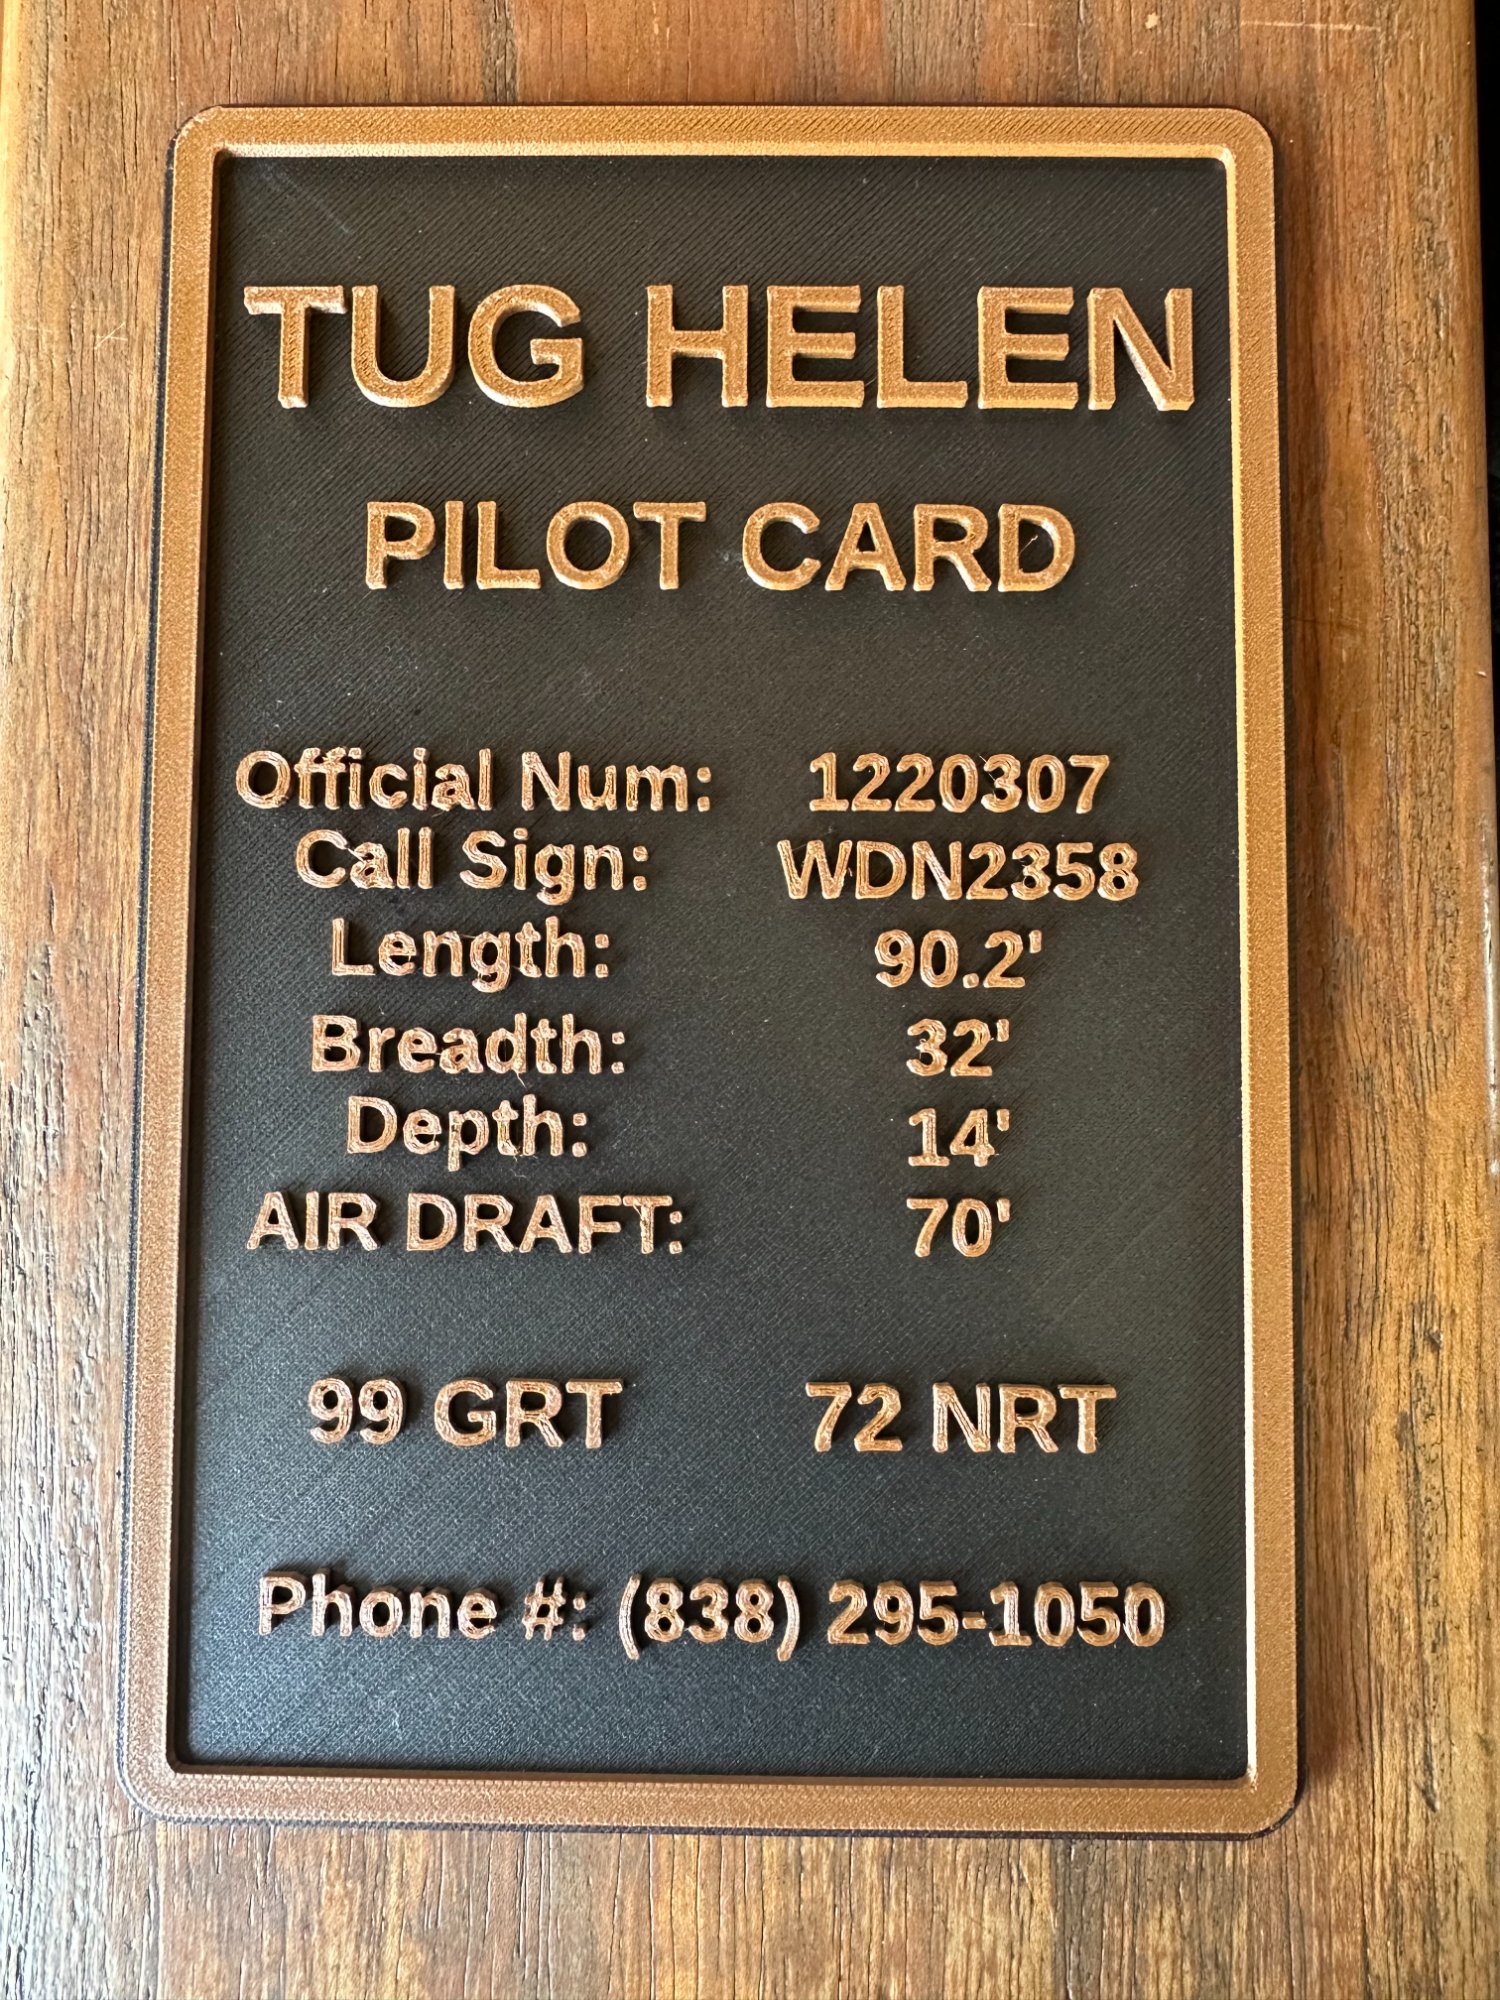 TUG HELEN
PILOT CARD
Official Num: 1220307
Call Sign: WDN2358
Length: 90.2'
Breadth: 32'
Depth: 14'
AIR DRAFT: 70'
99 GRT 72 NRT
Phone #: (838) 295-1050